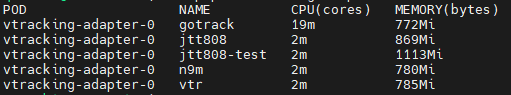 POD NAME CPU(cores) MEMORY(bytes)
vtracking-adapter-0 gotrack 19m 772Mi
vtracking-adapter-0 jtt808 2m 869Mi
vtracking-adapter-0 jtt808-test 2m 1113Mi
vtracking-adapter-0 n9m 2m 780Mi
vtracking-adapter-0 vtr 2m 785Mi